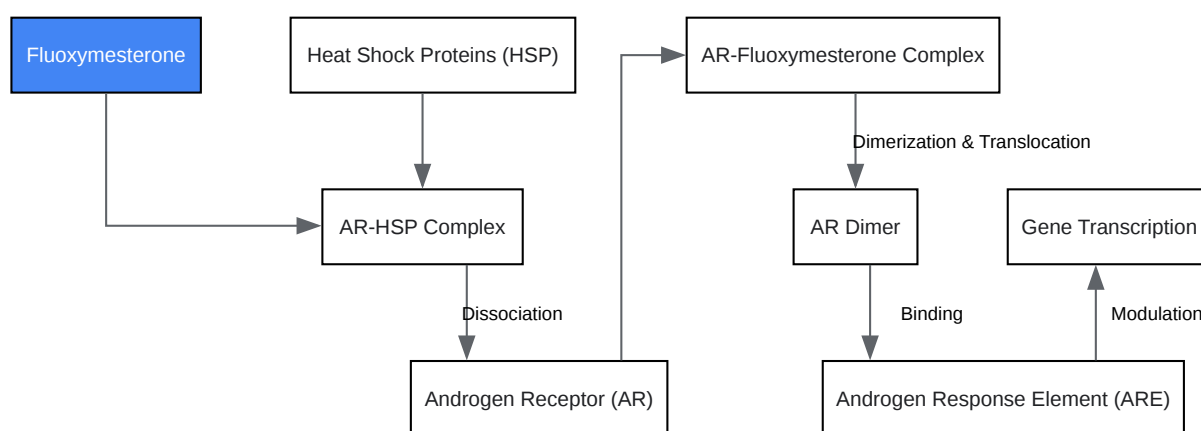 Fluoxymesterone
Heat Shock Proteins (HSP)
AR-Fluoxymesterone Complex
Dimerization & Translocation
AR-HSP Complex
AR Dimer
Gene Transcription
Dissociation
Binding
Modulation
Androgen Receptor (AR)
Androgen Response Element (ARE)